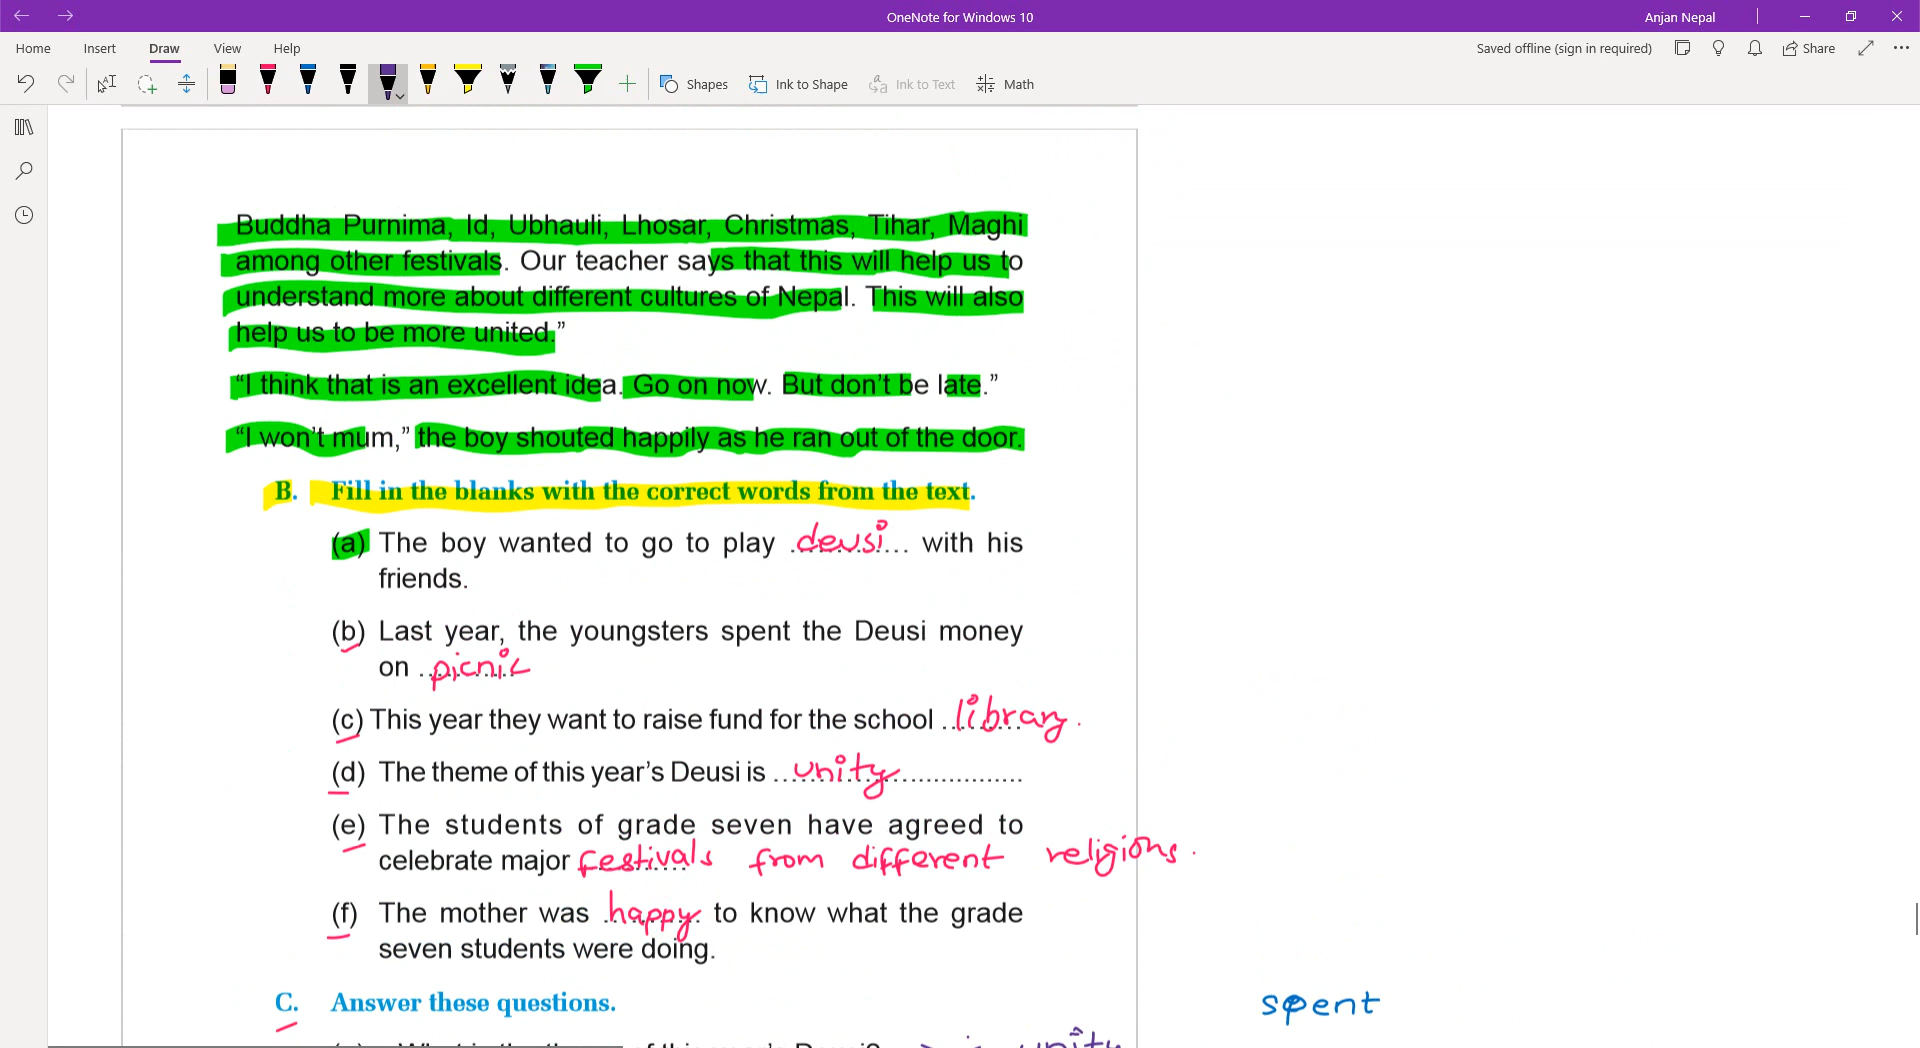 OneNote for Windows 10
Anjan Nepal
Home Insert Draw View Help
Saved offline (sign in required) Share
Shapes Ink to Shape Ink to Text Math
Buddha Purnima, Id, Ubhauli, Lhosar, Christmas, Tihar, Maghi
among other festivals. Our teacher says that this will help us to
understand more about different cultures of Nepal. This will also
help us to be more united.”
“I think that is an excellent idea. Go on now. But don’t be late.”
“I won’t mum,” the boy shouted happily as he ran out of the door.
B. Fill in the blanks with the correct words from the text.
(a) The boy wanted to go to play ..deusi... with his
friends.
(b) Last year, the youngsters spent the Deusi money
on ..picnic
(c) This year they want to raise fund for the school ..library.
(d) The theme of this year’s Deusi is ...unity..................
(e) The students of grade seven have agreed to
celebrate major festivals from different religions.
(f) The mother was ..happy to know what the grade
seven students were doing.
C. Answer these questions.
spent
unity